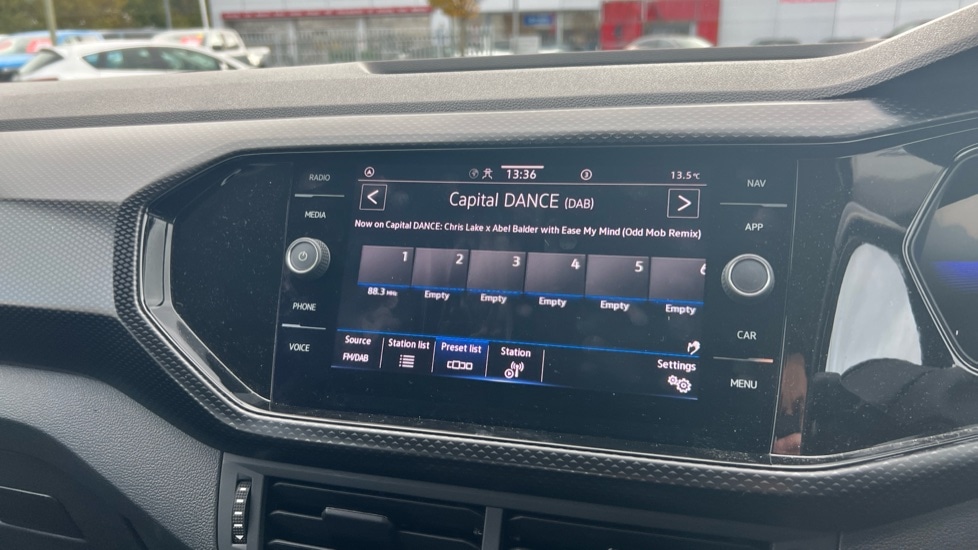 RADIO
MEDIA
PHONE
VOICE
A
13:36
3
13.5°C
<
Capital DANCE (DAB)
>
Now on Capital DANCE: Chris Lake x Abel Balder with Ease My Mind (Odd Mob Remix)
1 2 3 4 5 6
88.3 MHz Empty Empty Empty Empty Empty
Source Station list Preset list Station Settings
FM/DAB
NAV
APP
CAR
MENU